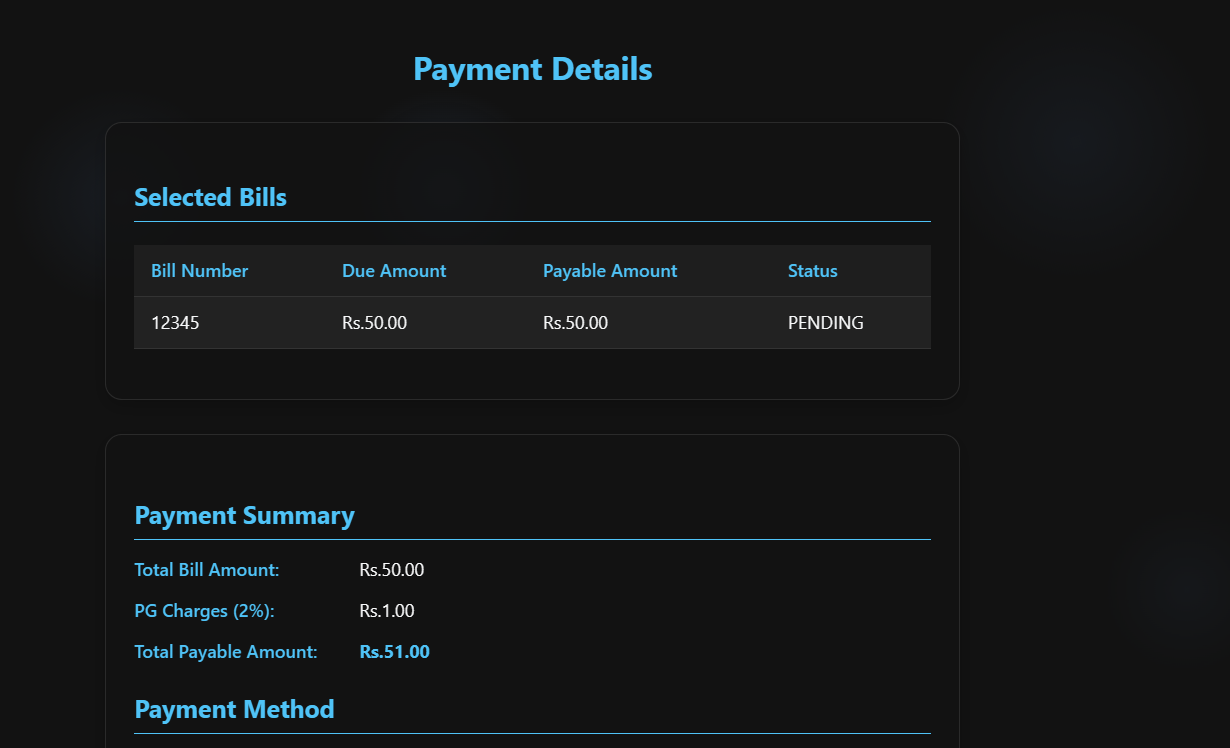 Payment Details
Selected Bills
Bill Number Due Amount Payable Amount Status
12345 Rs.50.00 Rs.50.00 PENDING
Payment Summary
Total Bill Amount: Rs.50.00
PG Charges (2%): Rs.1.00
Total Payable Amount: Rs.51.00
Payment Method